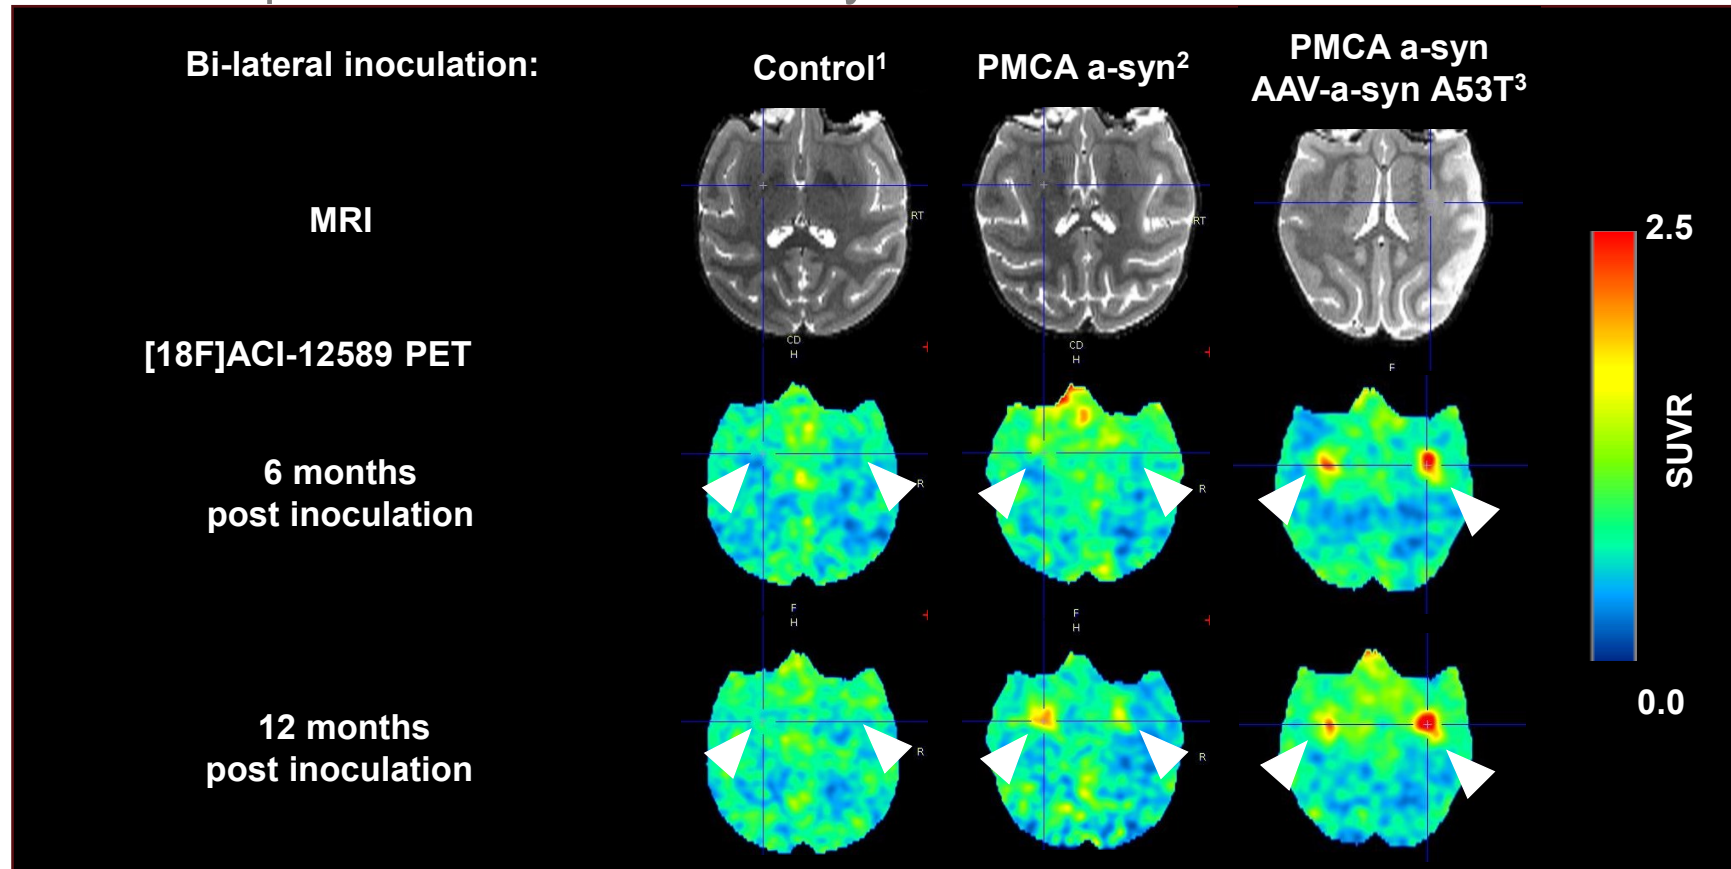 Bi-lateral inoculation:
Control¹
PMCA a-syn²
PMCA a-syn
AAV-a-syn A53T³
MRI
RT
RT
2.5
[18F]ACI-12589 PET
CD
H
CD
H
F
SUVR
6 months
post inoculation
R
R
F
H
F
H
0.0
12 months
post inoculation
R
R